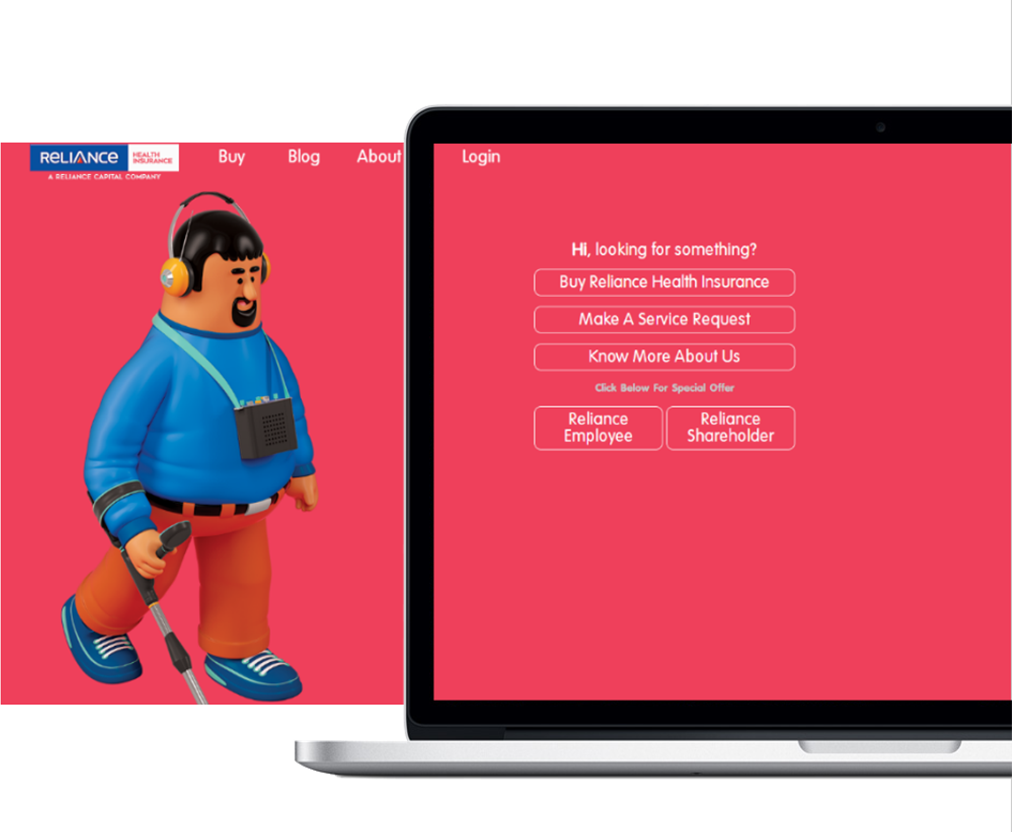 RELIANCE HEALTH INSURANCE
A RELIANCE CAPITAL COMPANY
Buy Blog About Login
Hi, looking for something?
Buy Reliance Health Insurance
Make A Service Request
Know More About Us
Click Below For Special Offer
Reliance Employee
Reliance Shareholder